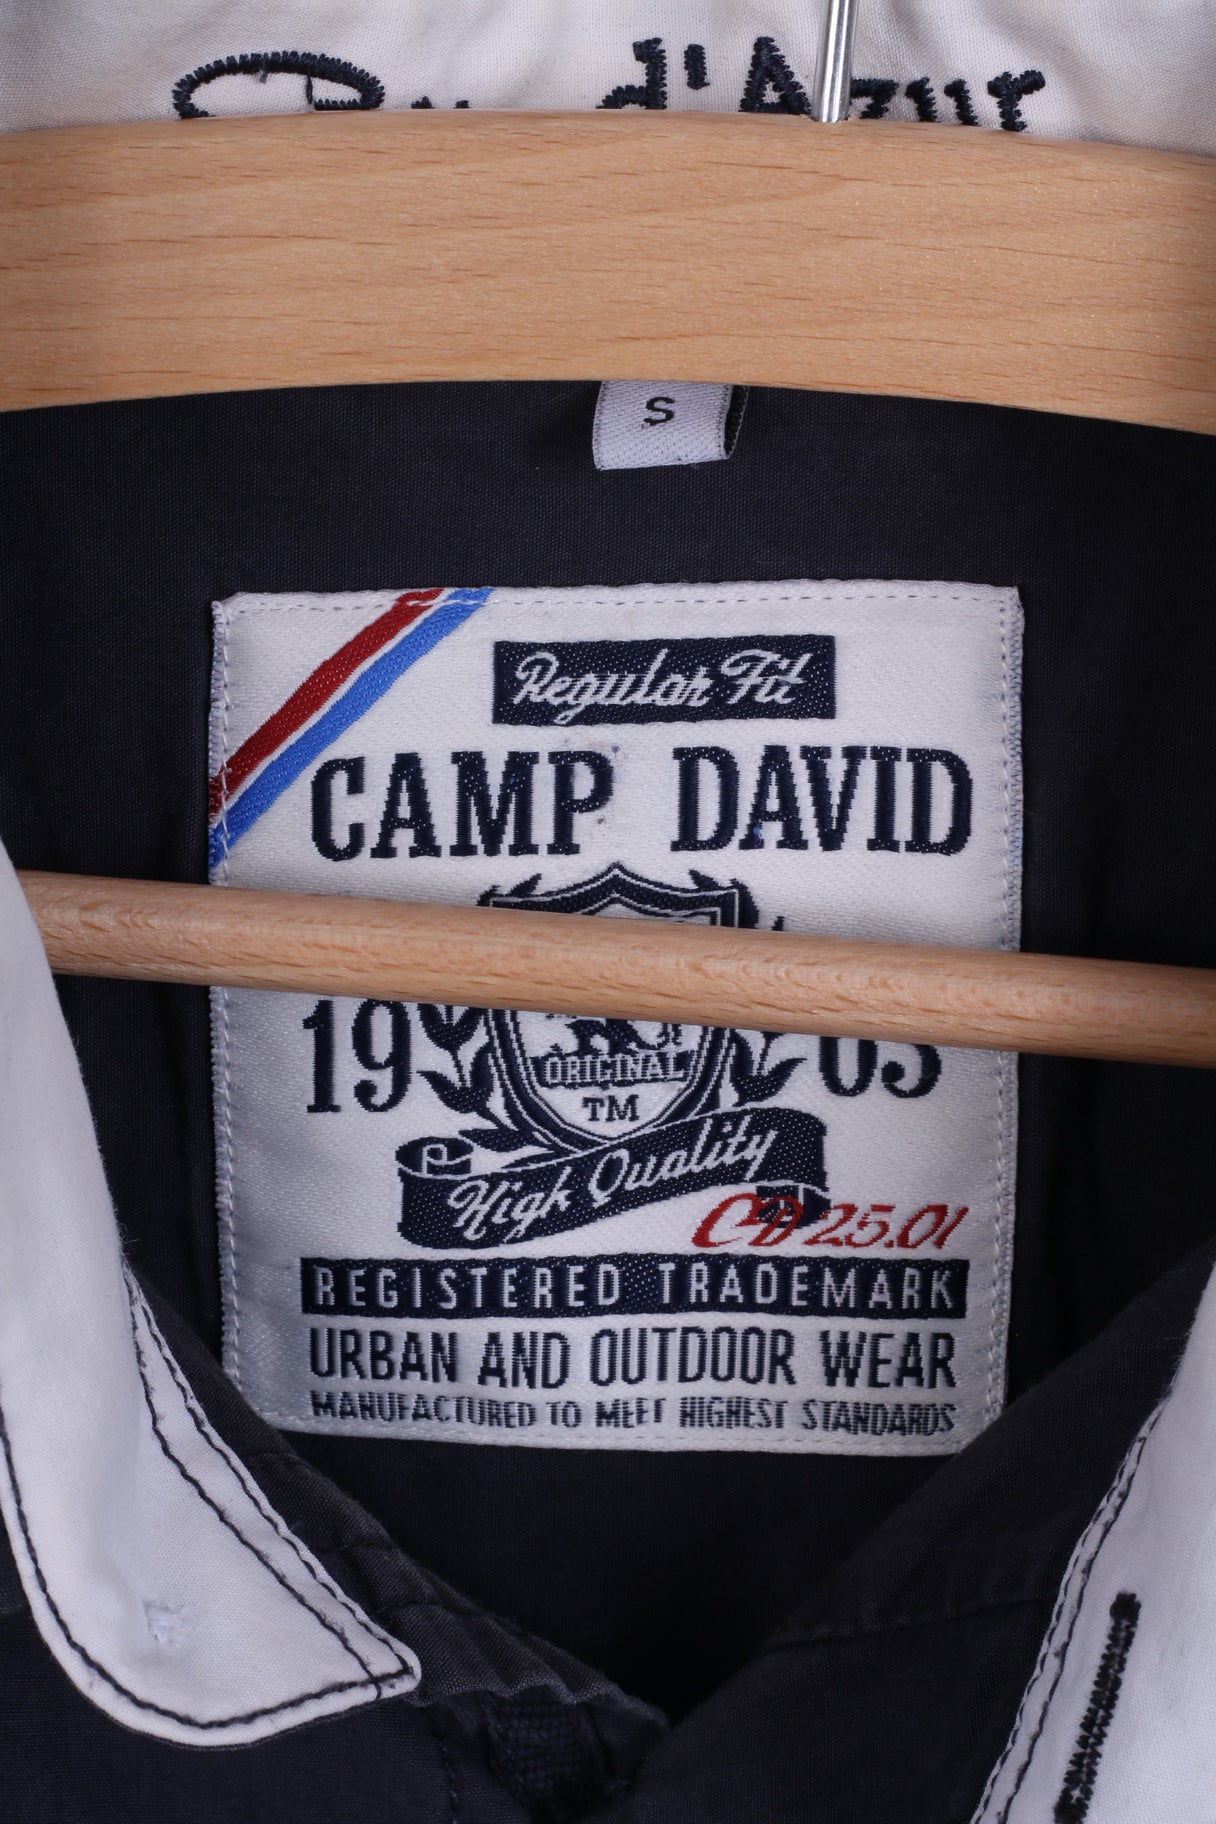 d'Azur
S
Regular Fit
CAMP DAVID
19 03
ORIGINAL
TM
High Quality
CD 25.01
REGISTERED TRADEMARK
URBAN AND OUTDOOR WEAR
MANUFACTURED TO MEET HIGHEST STANDARDS